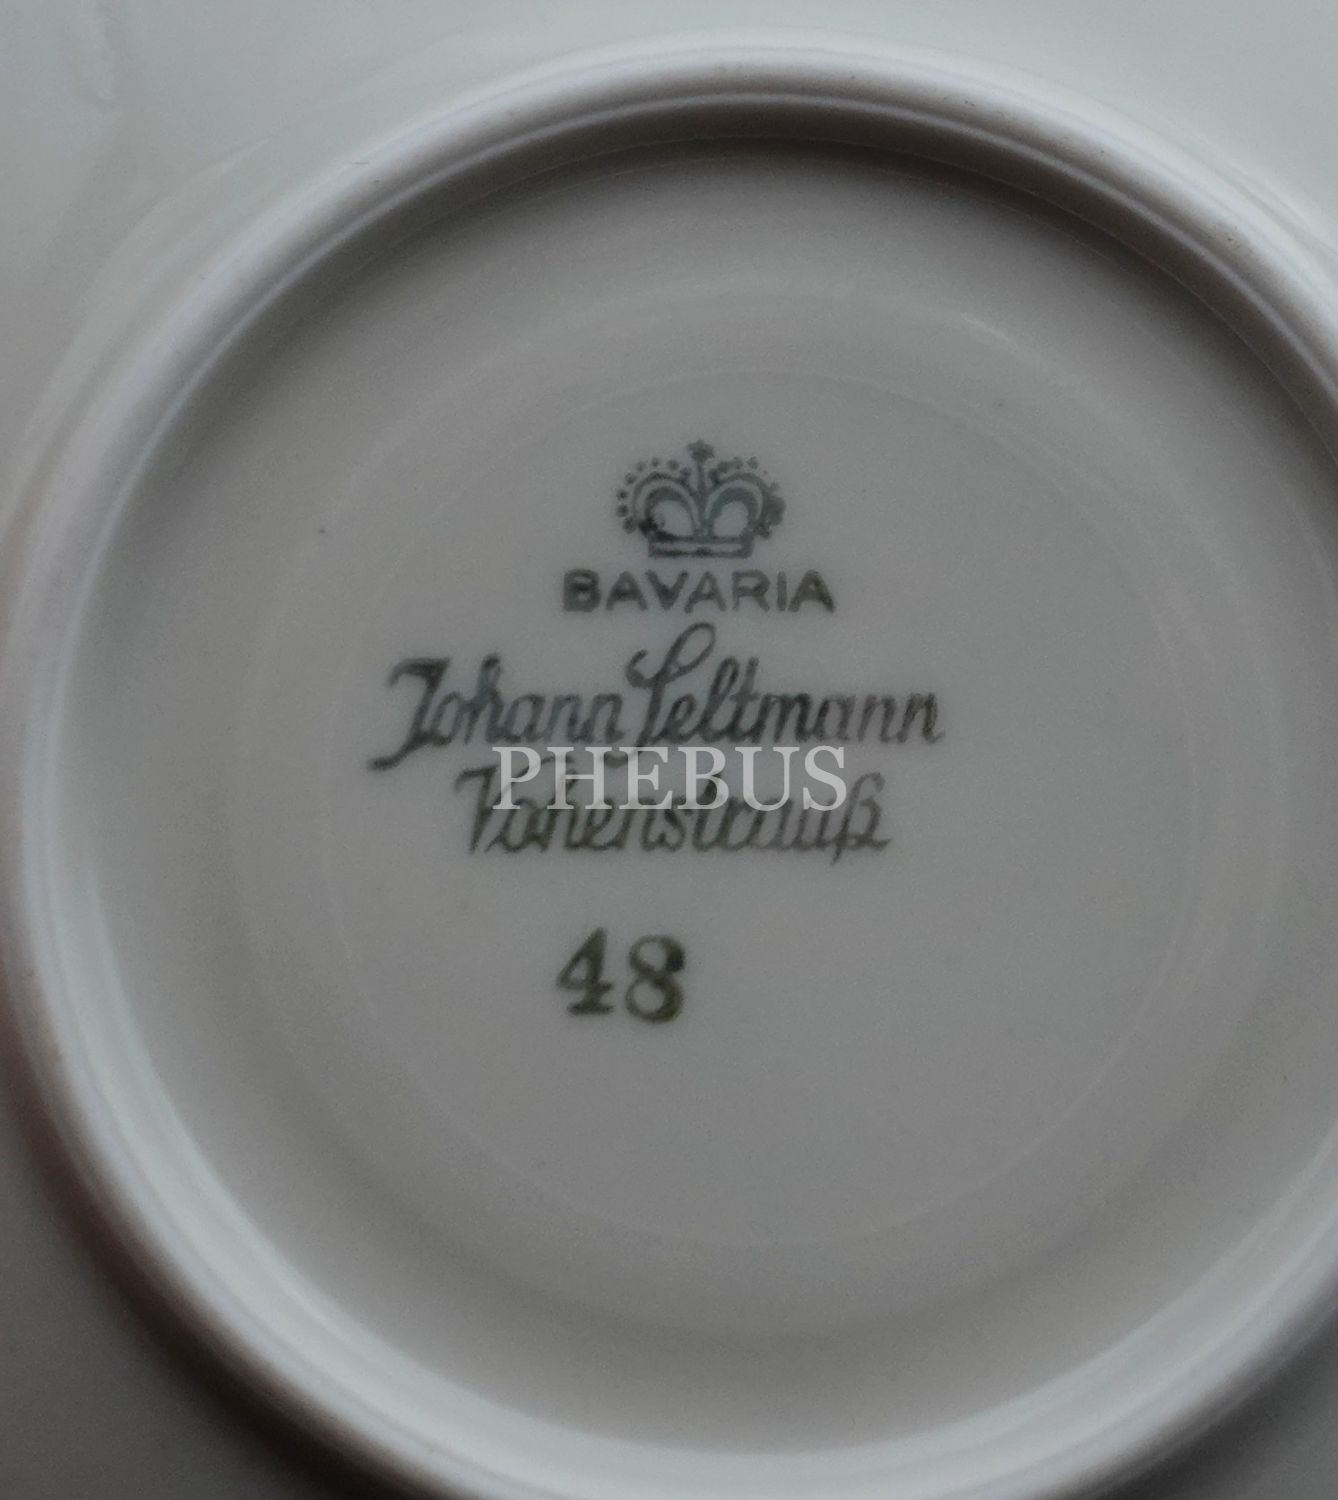 BAVARIA
Johann Seltmann
PHEBUS
Vohenstrauß
48